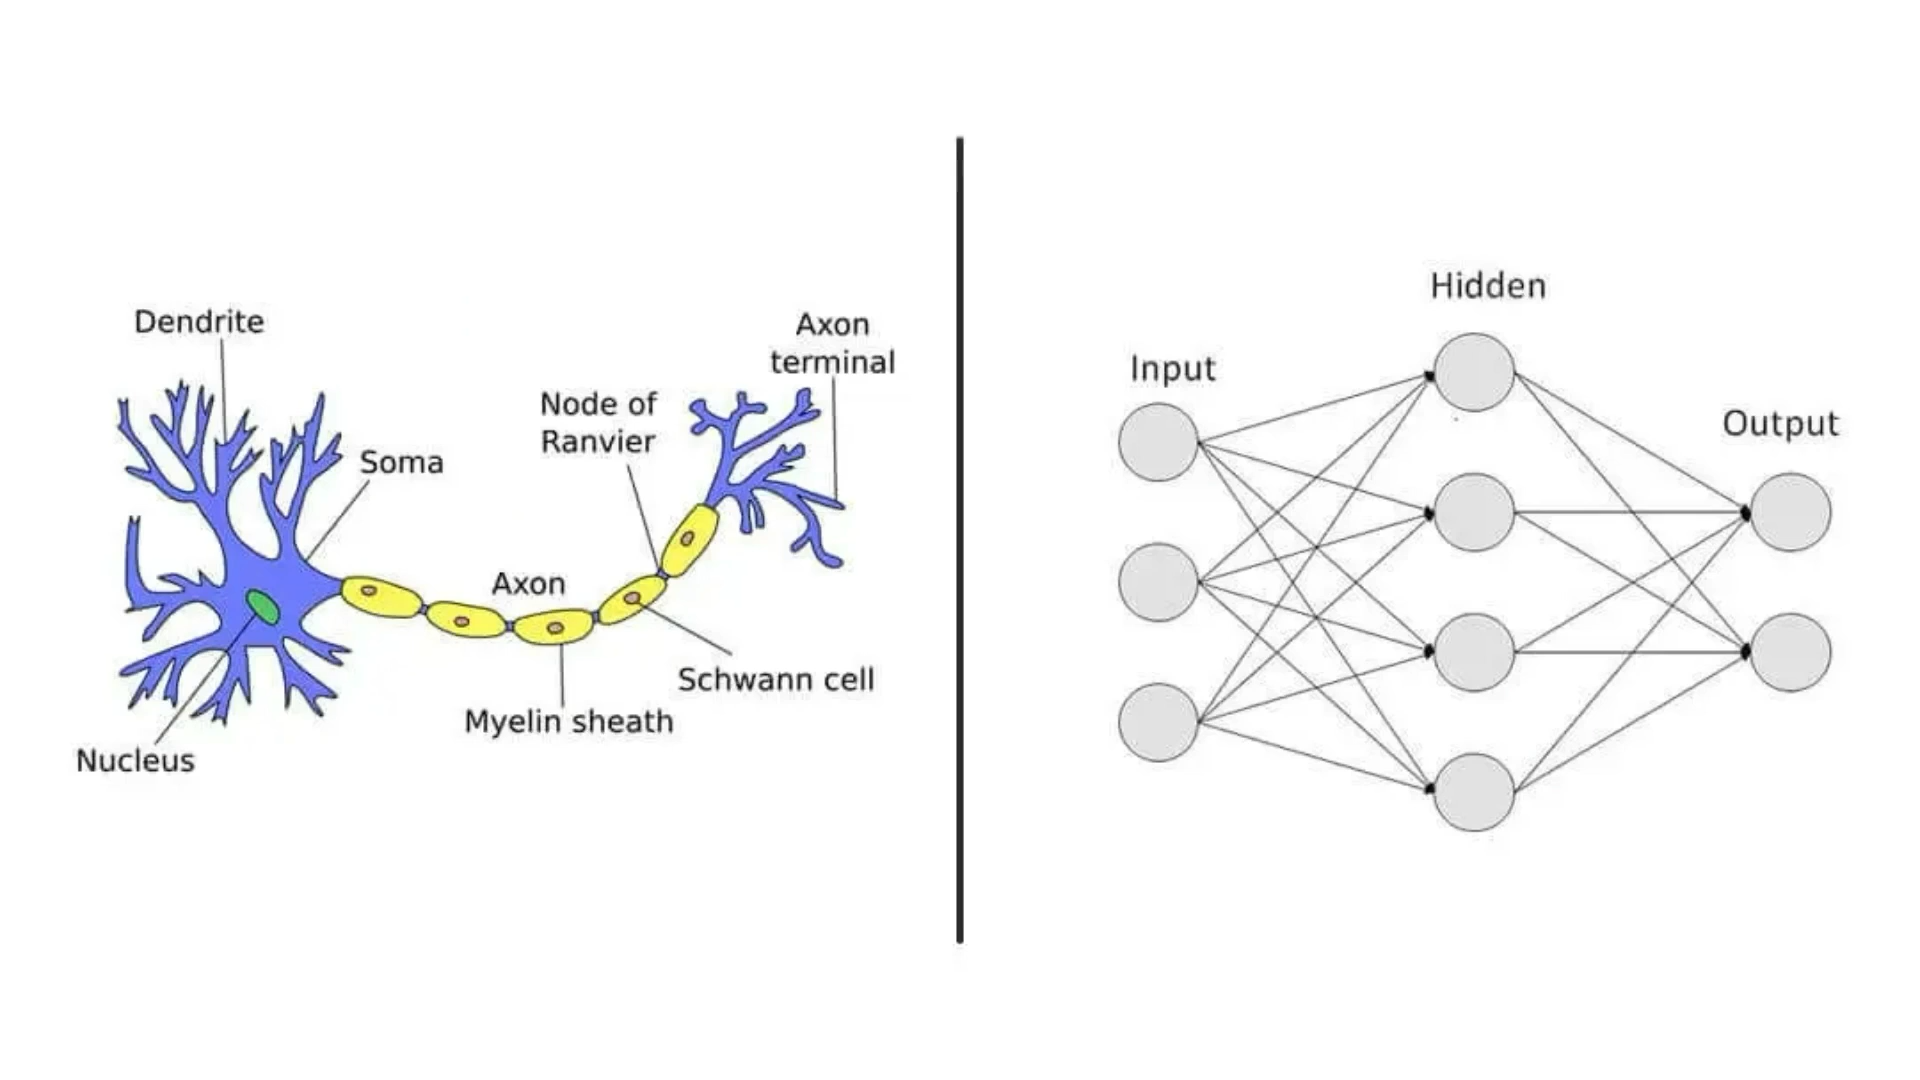 Dendrite
Soma
Nucleus
Axon
Node of
Ranvier
Axon
terminal
Schwann cell
Myelin sheath
Input
Hidden
Output